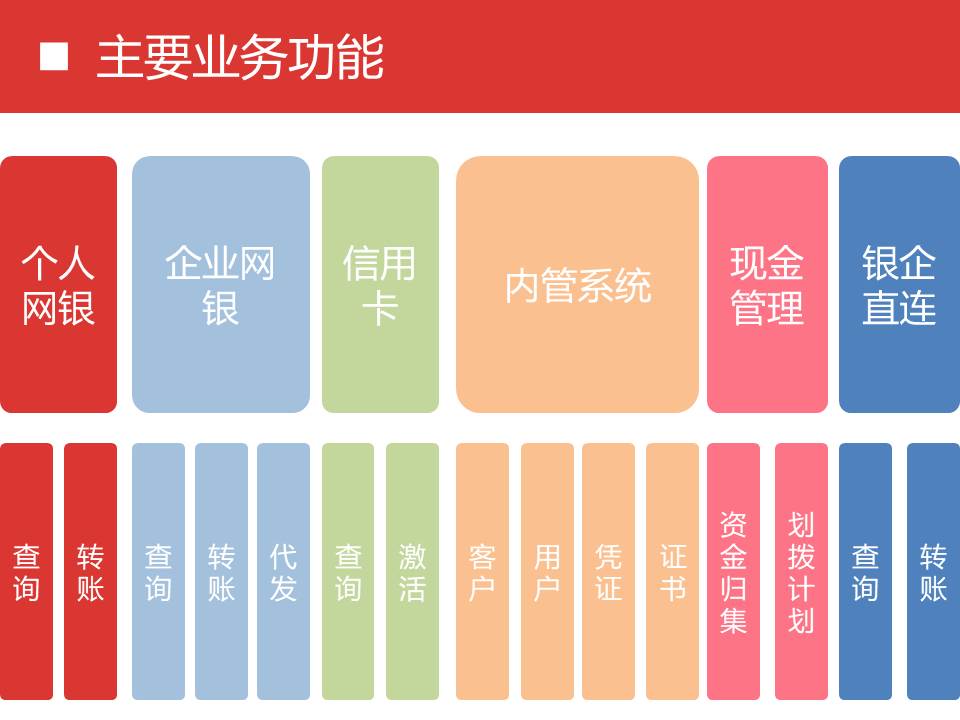 主要业务功能
个人
网银
企业网
银
信用
卡
内管系统
现金
管理
银企
直连
查询
转账
查询
转账
代发
查询
激活
客户
用户
凭证
证书
资金归集
划拨计划
查询
转账